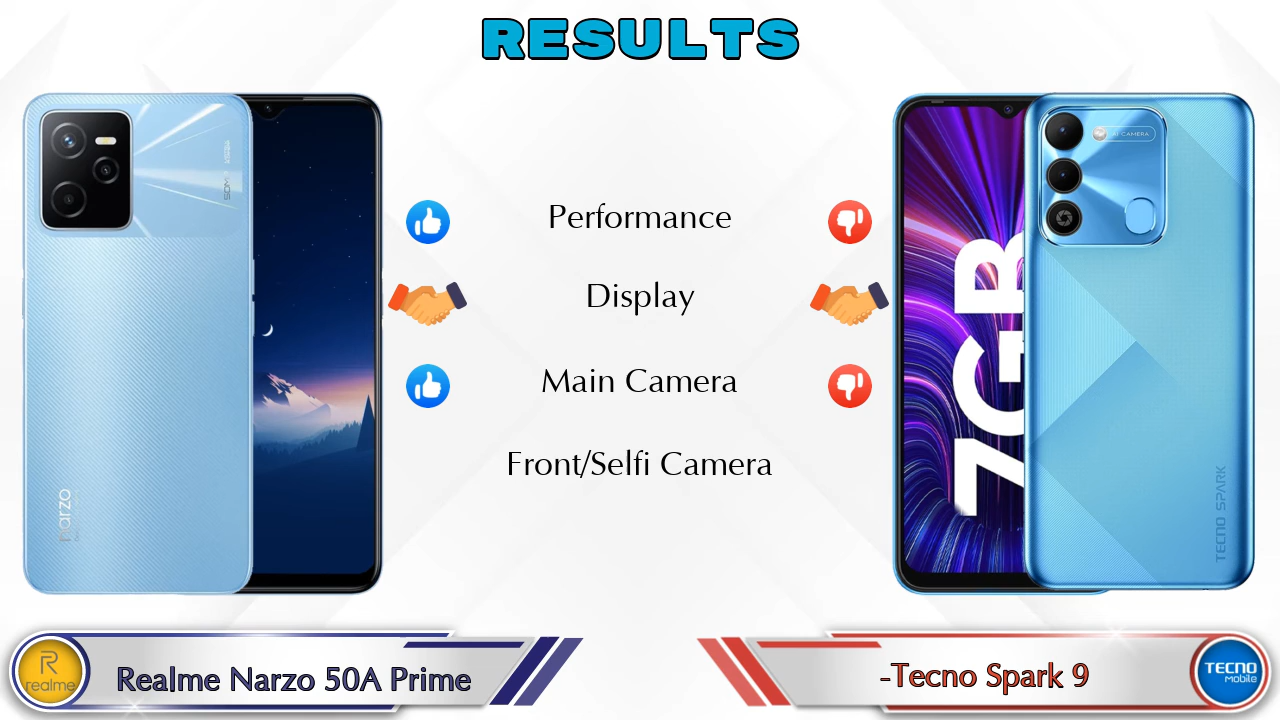 RESULTS
Performance
Display
Main Camera
Front/Selfi Camera
narzo
AI CAMERA
7GB
TECNO SPARK
R
realme
Realme Narzo 50A Prime
-Tecno Spark 9
TECNO
Mobile